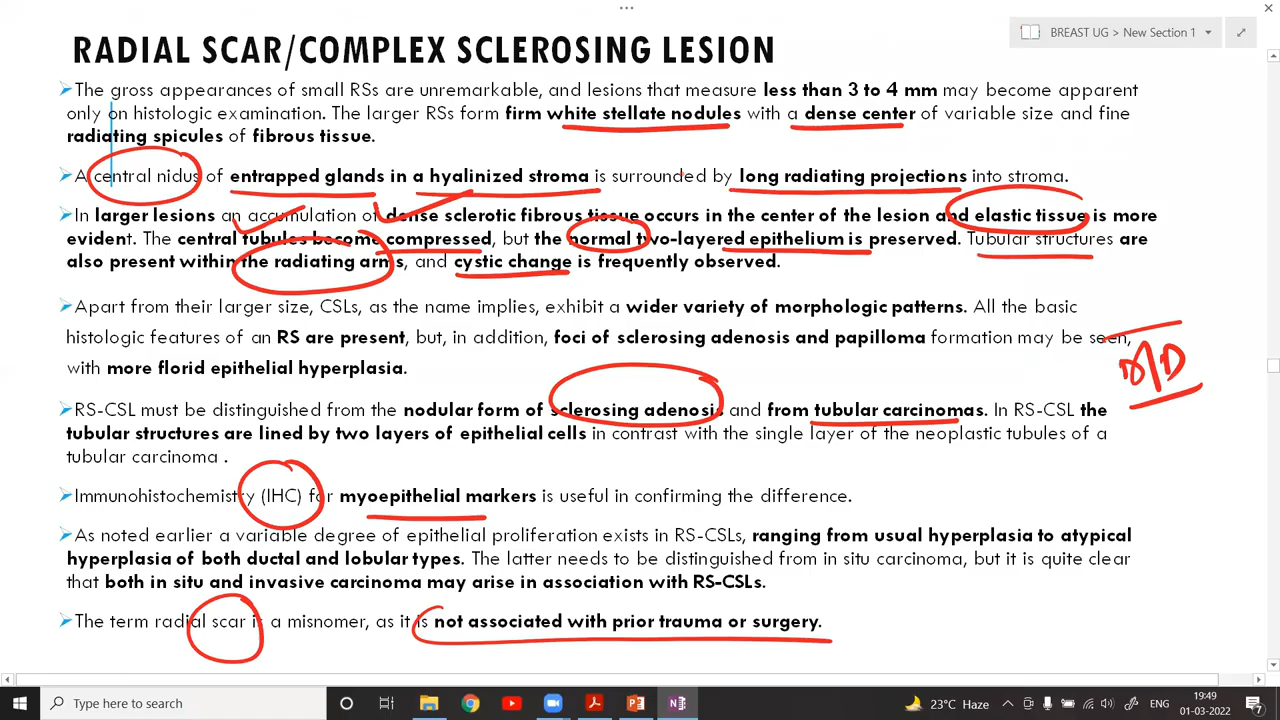 BREAST UG > New Section 1
RADIAL SCAR/COMPLEX SCLEROSING LESION
The gross appearances of small RSs are unremarkable, and lesions that measure less than 3 to 4 mm may become apparent
only on histologic examination. The larger RSs form firm white stellate nodules with a dense center of variable size and fine
radiating spicules of fibrous tissue.
A central nidus of entrapped glands in a hyalinized stroma is surrounded by long radiating projections into stroma.
In larger lesions an accumulation of dense sclerotic fibrous tissue occurs in the center of the lesion and elastic tissue is more
evident. The central tubules become compressed, but the normal two-layered epithelium is preserved. Tubular structures are
also present within the radiating arms, and cystic change is frequently observed.
Apart from their larger size, CSLs, as the name implies, exhibit a wider variety of morphologic patterns. All the basic
histologic features of an RS are present, but, in addition, foci of sclerosing adenosis and papilloma formation may be seen,
with more florid epithelial hyperplasia.
D/D
RS-CSL must be distinguished from the nodular form of sclerosing adenosis and from tubular carcinomas. In RS-CSL the
tubular structures are lined by two layers of epithelial cells in contrast with the single layer of the neoplastic tubules of a
tubular carcinoma .
Immunohistochemistry (IHC) for myoepithelial markers is useful in confirming the difference.
As noted earlier a variable degree of epithelial proliferation exists in RS-CSLs, ranging from usual hyperplasia to atypical
hyperplasia of both ductal and lobular types. The latter needs to be distinguished from in situ carcinoma, but it is quite clear
that both in situ and invasive carcinoma may arise in association with RS-CSLs.
The term radial scar is a misnomer, as it is not associated with prior trauma or surgery.
Type here to search
23°C Haze
ENG
19:49
01-03-2022